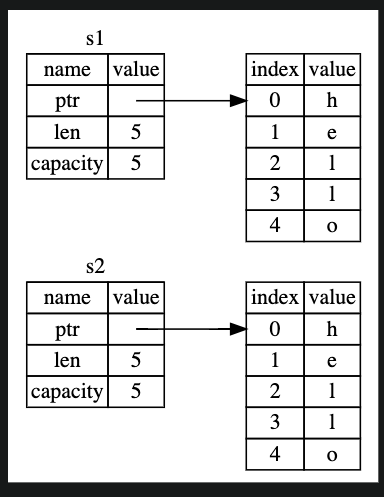 s1
name value index value
ptr 0 h
len 5 1 e
capacity 5 2 l
3 l
4 o
s2
name value index value
ptr 0 h
len 5 1 e
capacity 5 2 l
3 l
4 o